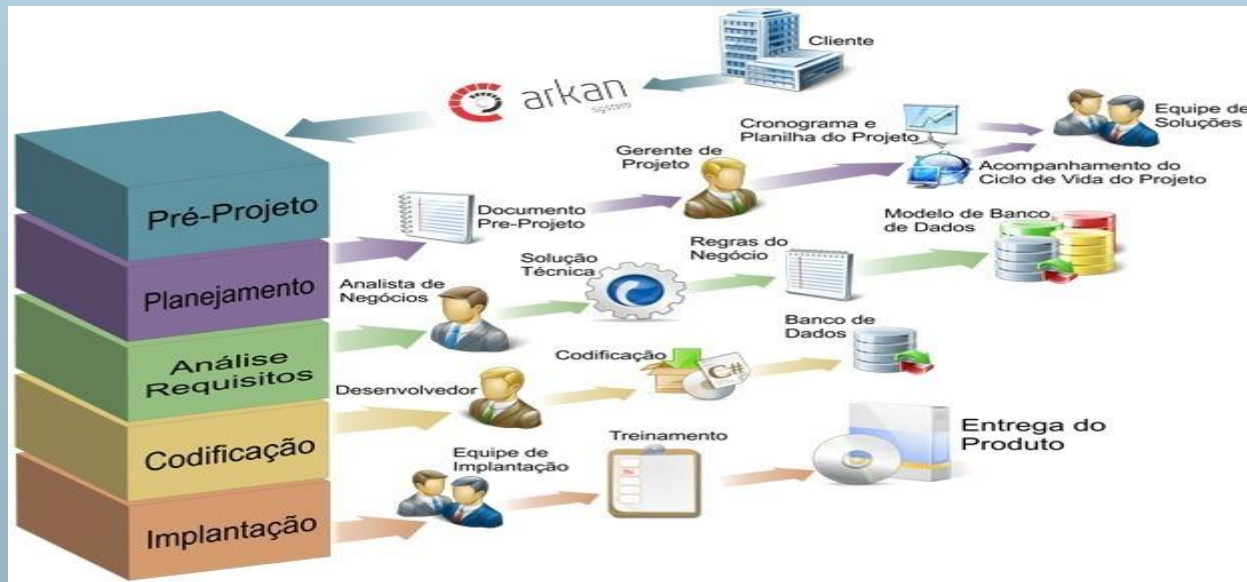 Cliente
arkan
system
Pré-Projeto
Cronograma e
Planilha do Projeto
Equipe de
Soluções
Gerente de
Projeto
Acompanhamento do
Ciclo de Vida do Projeto
Documento
Pre-Projeto
Planejamento
Modelo de Banco
de Dados
Regras do
Negócio
Solução
Técnica
Analista de
Negócios
Análise
Requisitos
Banco de
Dados
Codificação
C#
Desenvolvedor
Codificação
Entrega do
Produto
Treinamento
Equipe de
Implantação
Implantação